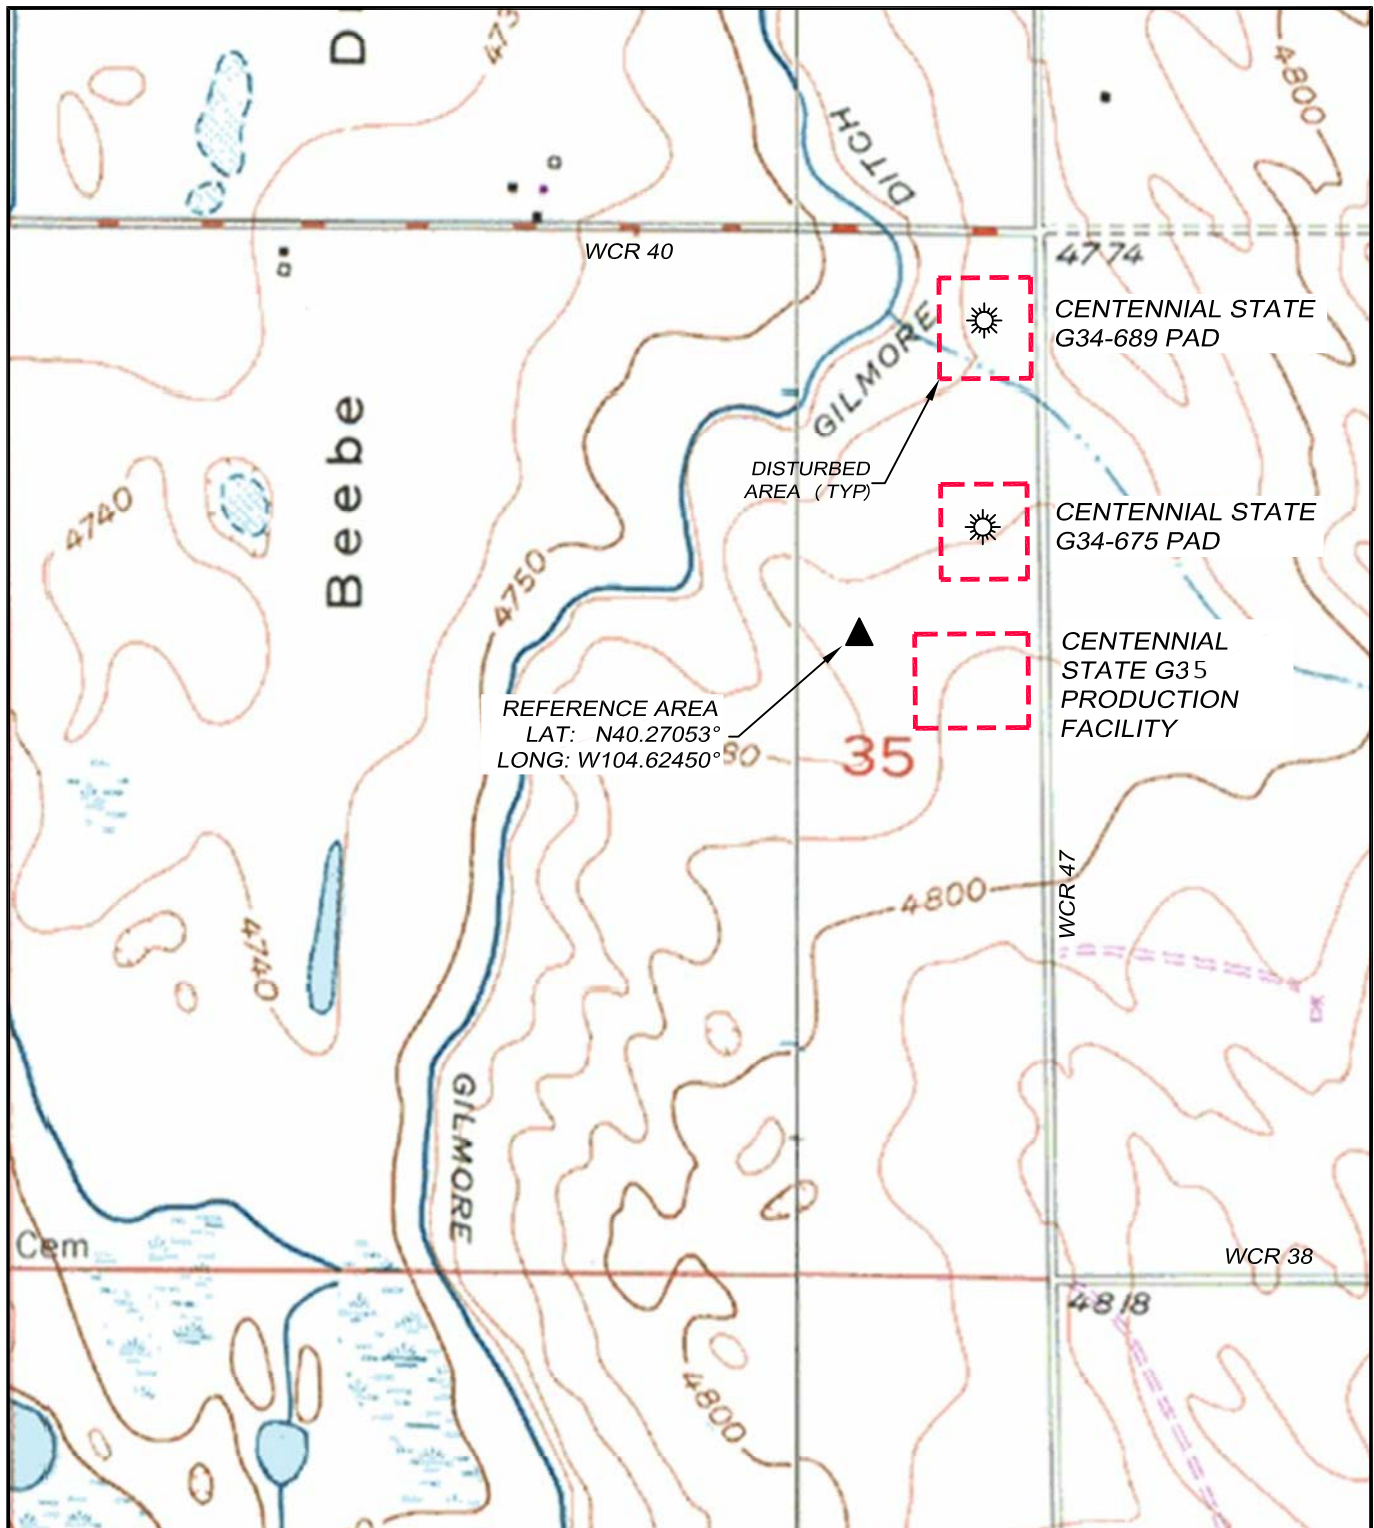 D
473
4800
DITCH
WCR 40
4774
CENTENNIAL STATE
G34-689 PAD
GILMORE
Beebe
DISTURBED
AREA (TYP)
4740
CENTENNIAL STATE
G34-675 PAD
4750
CENTENNIAL
STATE G35
PRODUCTION
FACILITY
REFERENCE AREA
LAT: N40.27053°
LONG: W104.62450°
80
35
WCR 47
4800
4740
GILMORE
Cem
WCR 38
4818
4800